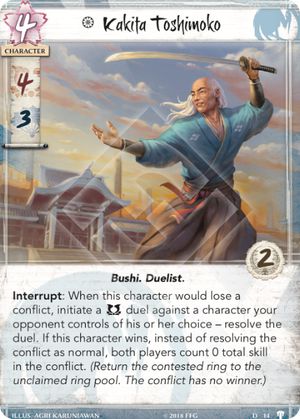 4
Kakita Toshimoko
CHARACTER
4
3
2
Bushi. Duelist.
Interrupt: When this character would lose a
conflict, initiate a duel against a character your
opponent controls of his or her choice – resolve the
duel. If this character wins, instead of resolving the
conflict as normal, both players count 0 total skill
in the conflict. (Return the contested ring to the
unclaimed ring pool. The conflict has no winner.)
ILLUS-AGRI KARUNIAWAN
©2018 FFG
D 14